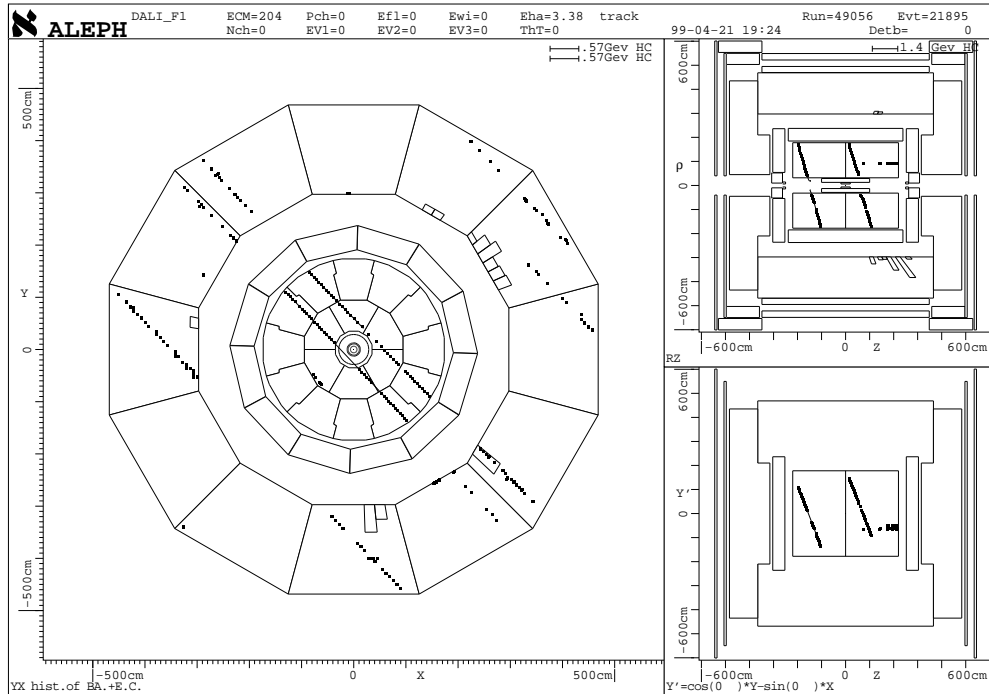 ALEPH DALI_F1 ECM=204 Pch=0 Efl=0 Ewi=0 Eha=3.38 track
Nch=0 EV1=0 EV2=0 EV3=0 ThT=0
Run=49056 Evt=21895
99-04-21 19:24 Detb= 0
.57Gev HC
.57Gev HC
500cm
Y
0
-500cm
-500cm 0 X 500cm
YX hist.of BA.+E.C.
1.4 Gev HC
600cm
ρ
0
-600cm
-600cm 0 Z 600cm
RZ
600cm
Y'
0
-600cm
-600cm 0 Z 600cm
Y'=cos(0 )*Y-sin(0 )*X